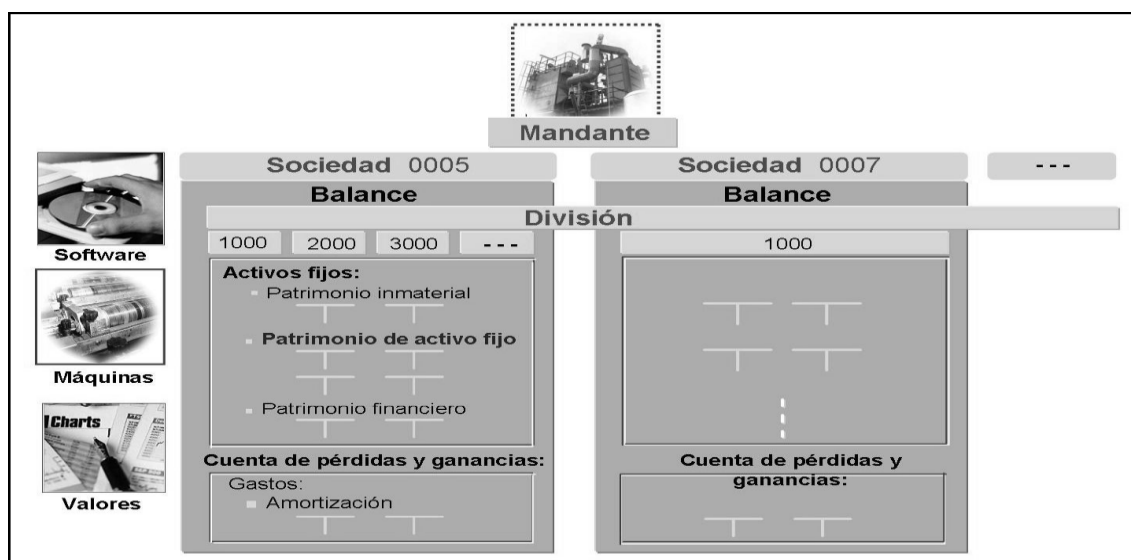 Mandante
Sociedad 0005
Sociedad 0007
---
Balance
Balance
División
1000
2000
3000
---
1000
Software
Máquinas
Charts
Valores
Activos fijos:
Patrimonio inmaterial
Patrimonio de activo fijo
Patrimonio financiero
Cuenta de pérdidas y ganancias:
Gastos:
Amortización
Cuenta de pérdidas y
ganancias: